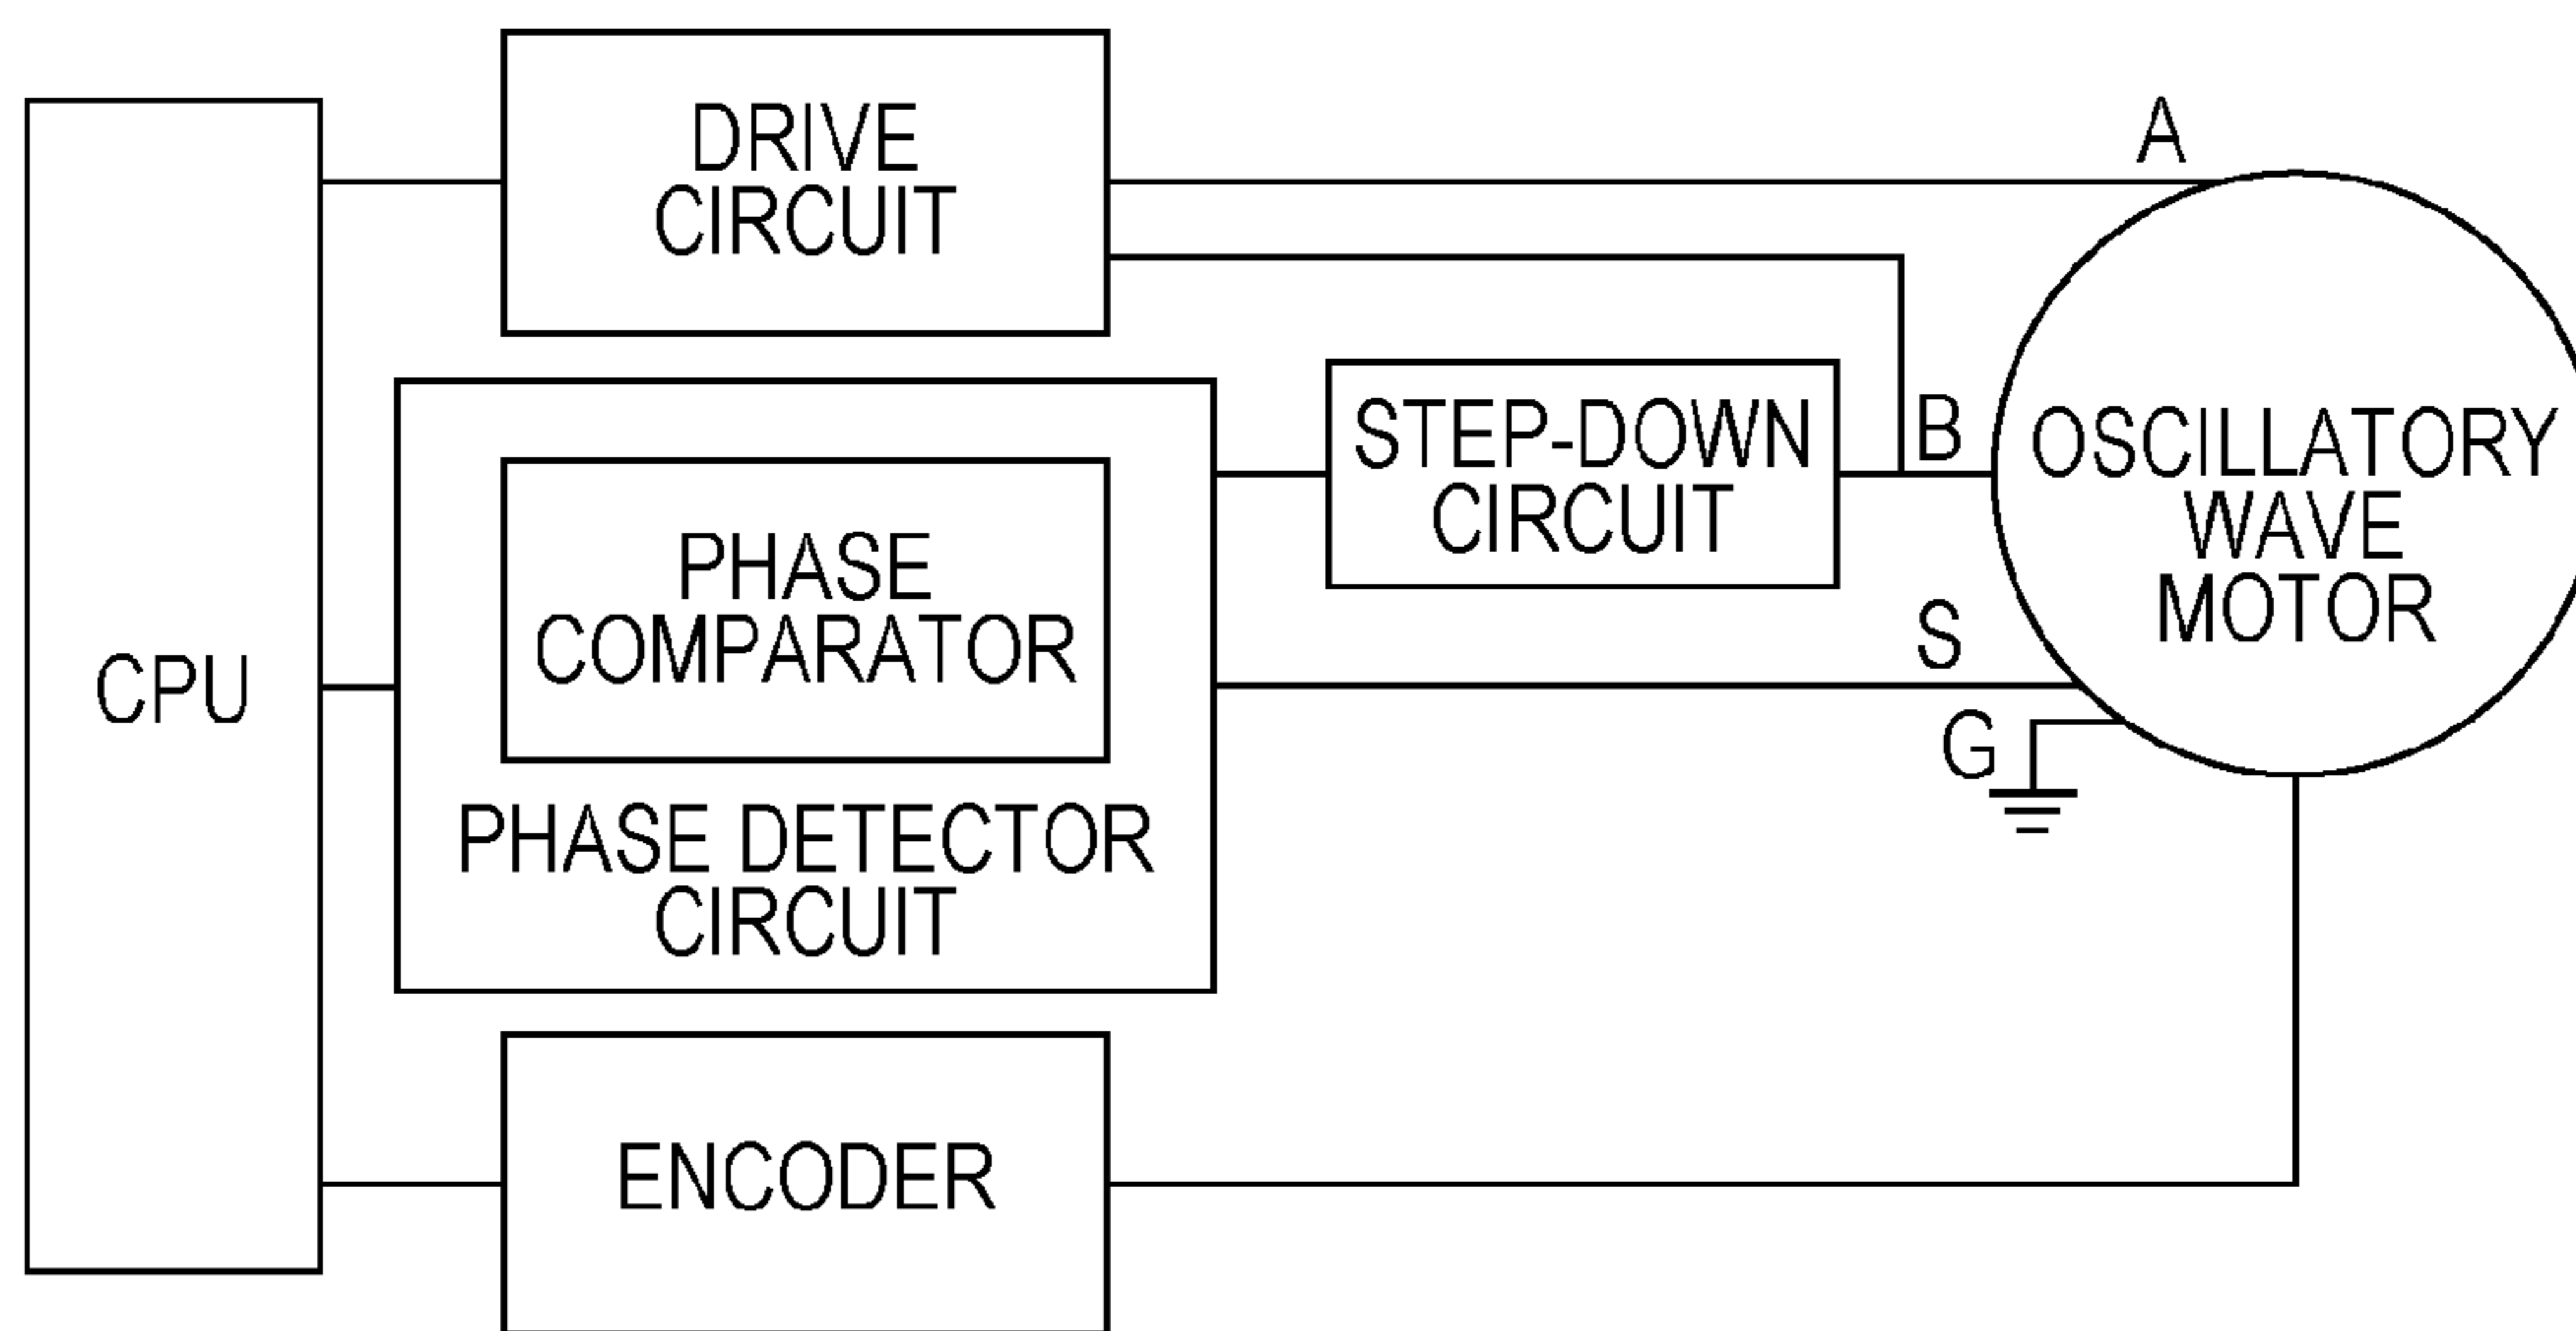 DRIVE
CIRCUIT
A
STEP-DOWN
CIRCUIT
B
OSCILLATORY
WAVE
MOTOR
PHASE
COMPARATOR
CPU
S
G
PHASE DETECTOR
CIRCUIT
ENCODER